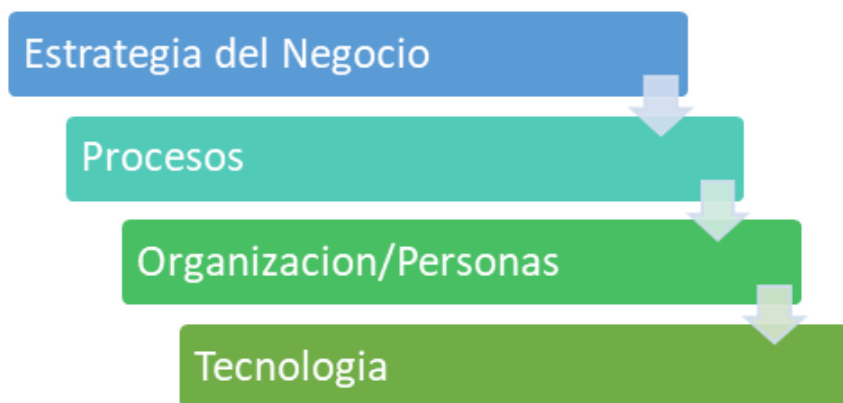 Estrategia del Negocio
Procesos
Organizacion/Personas
Tecnologia